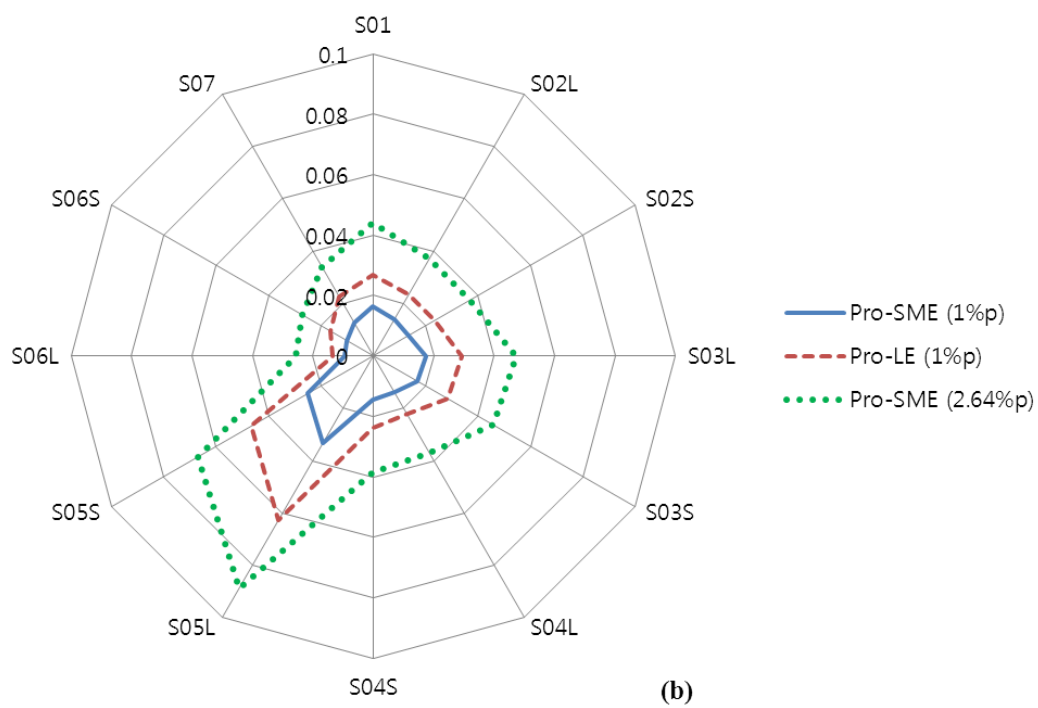 S01
0.1
S07
S02L
0.08
0.06
S06S
S02S
0.04
0.02
Pro-SME (1%p)
S06L
0
S03L
Pro-LE (1%p)
Pro-SME (2.64%p)
S05S
S03S
S05L
S04L
S04S
(b)